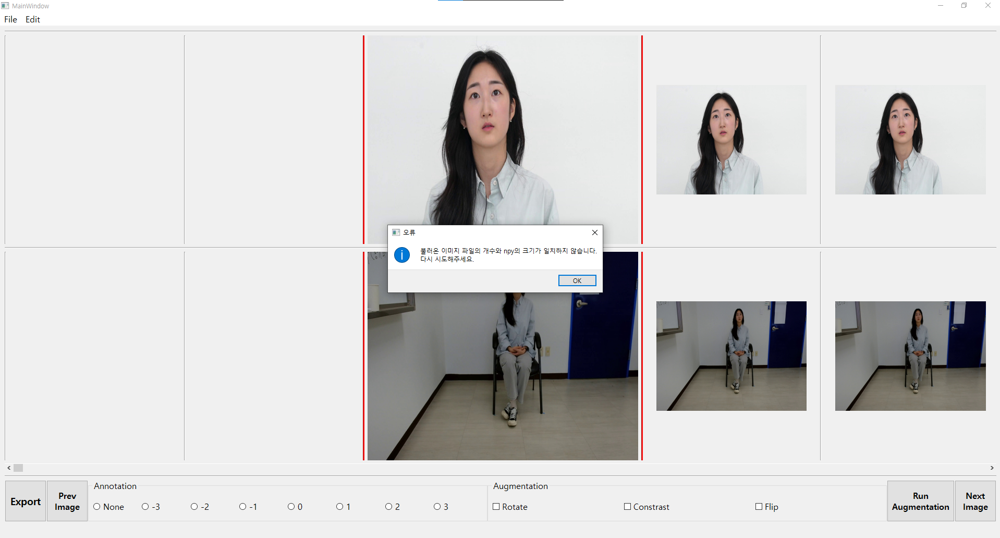 MainWindow
File Edit
오류
불러온 이미지 파일의 개수와 npy의 크기가 일치하지 않습니다.
다시 시도해주세요.
OK
Export
Prev
Image
Annotation
None -3 -2 -1 0 1 2 3
Augmentation
Rotate Constrast Flip
Run
Augmentation
Next
Image